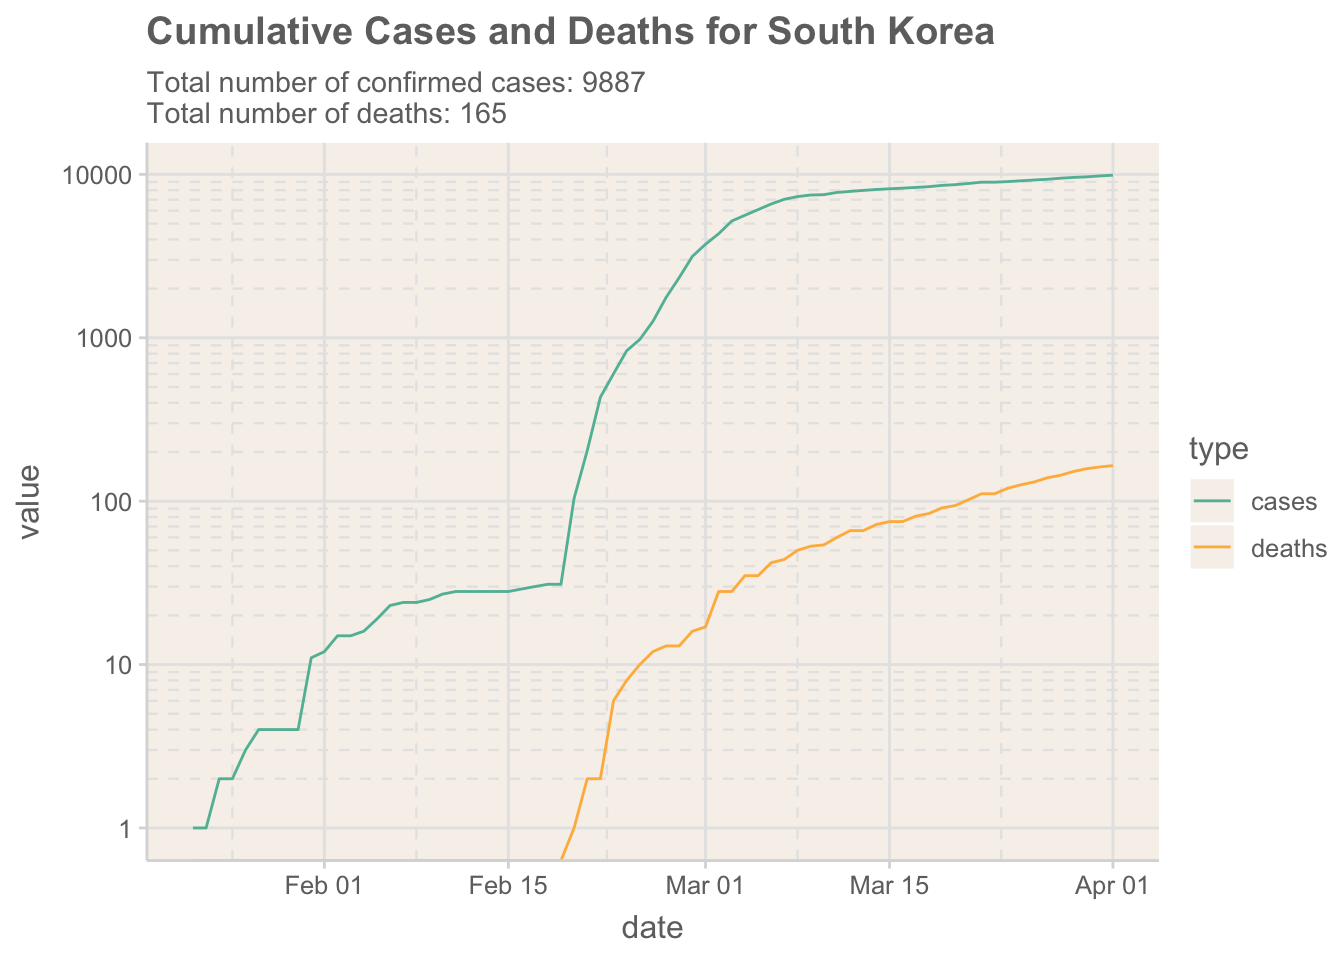 Cumulative Cases and Deaths for South Korea
Total number of confirmed cases: 9887
Total number of deaths: 165
10000
1000
100
10
1
value
Feb 01
Feb 15
Mar 01
Mar 15
Apr 01
date
type
cases
deaths